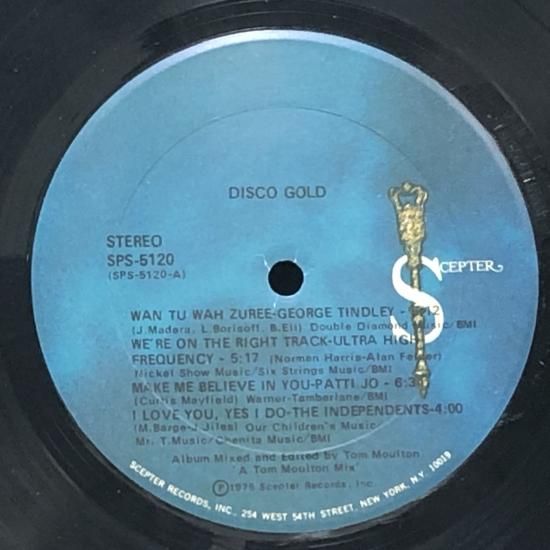 DISCO GOLD
STEREO
SPS-5120
(SPS-5120-A)
SCEPTER
WAN TU WAH ZUREE-GEORGE TINDLEY -
(J. Madara, L. Borisoff, B. Eli) Double Diamond Music/BMI
WE'RE ON THE RIGHT TRACK-ULTRA HIGH
FREQUENCY - 5:17 (Norman Harris-Alan Felder)
Nickel Shoe Music/Six Strings Music/BMI
MAKE ME BELIEVE IN YOU-PATTI JO -
(Curtis Mayfield) Warner-Tamberlane/BMI
I LOVE YOU, YES I DO-THE INDEPENDENTS-4:00
(M. Barge-J Jiles) Our Children's Music
Mr. T. Music/Chenita Music/BMI
Album Mixed and Edited by Tom Moulton
'A Tom Moulton Mix'
℗1975 Scepter Records, Inc.
SCEPTER RECORDS, INC. 254 WEST 54TH STREET, NEW YORK, N.Y. 10019